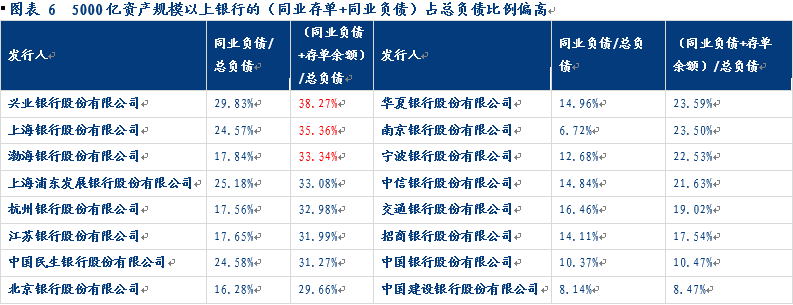 图表 6 5000亿资产规模以上银行的（同业存单+同业负债）占总负债比例偏高
发行人 同业负债/总负债 （同业负债+存单余额）/总负债 发行人 同业负债/总负债 （同业负债+存单余额）/总负债
兴业银行股份有限公司 29.83% 38.27% 华夏银行股份有限公司 14.96% 23.59%
上海银行股份有限公司 24.57% 35.36% 南京银行股份有限公司 6.72% 23.50%
渤海银行股份有限公司 17.84% 33.34% 宁波银行股份有限公司 12.68% 22.53%
上海浦东发展银行股份有限公司 25.18% 33.08% 中信银行股份有限公司 14.84% 21.63%
杭州银行股份有限公司 17.56% 32.98% 交通银行股份有限公司 16.46% 19.02%
江苏银行股份有限公司 17.65% 31.99% 招商银行股份有限公司 14.11% 17.54%
中国民生银行股份有限公司 24.58% 31.27% 中国银行股份有限公司 10.37% 10.47%
北京银行股份有限公司 16.28% 29.66% 中国建设银行股份有限公司 8.14% 8.47%